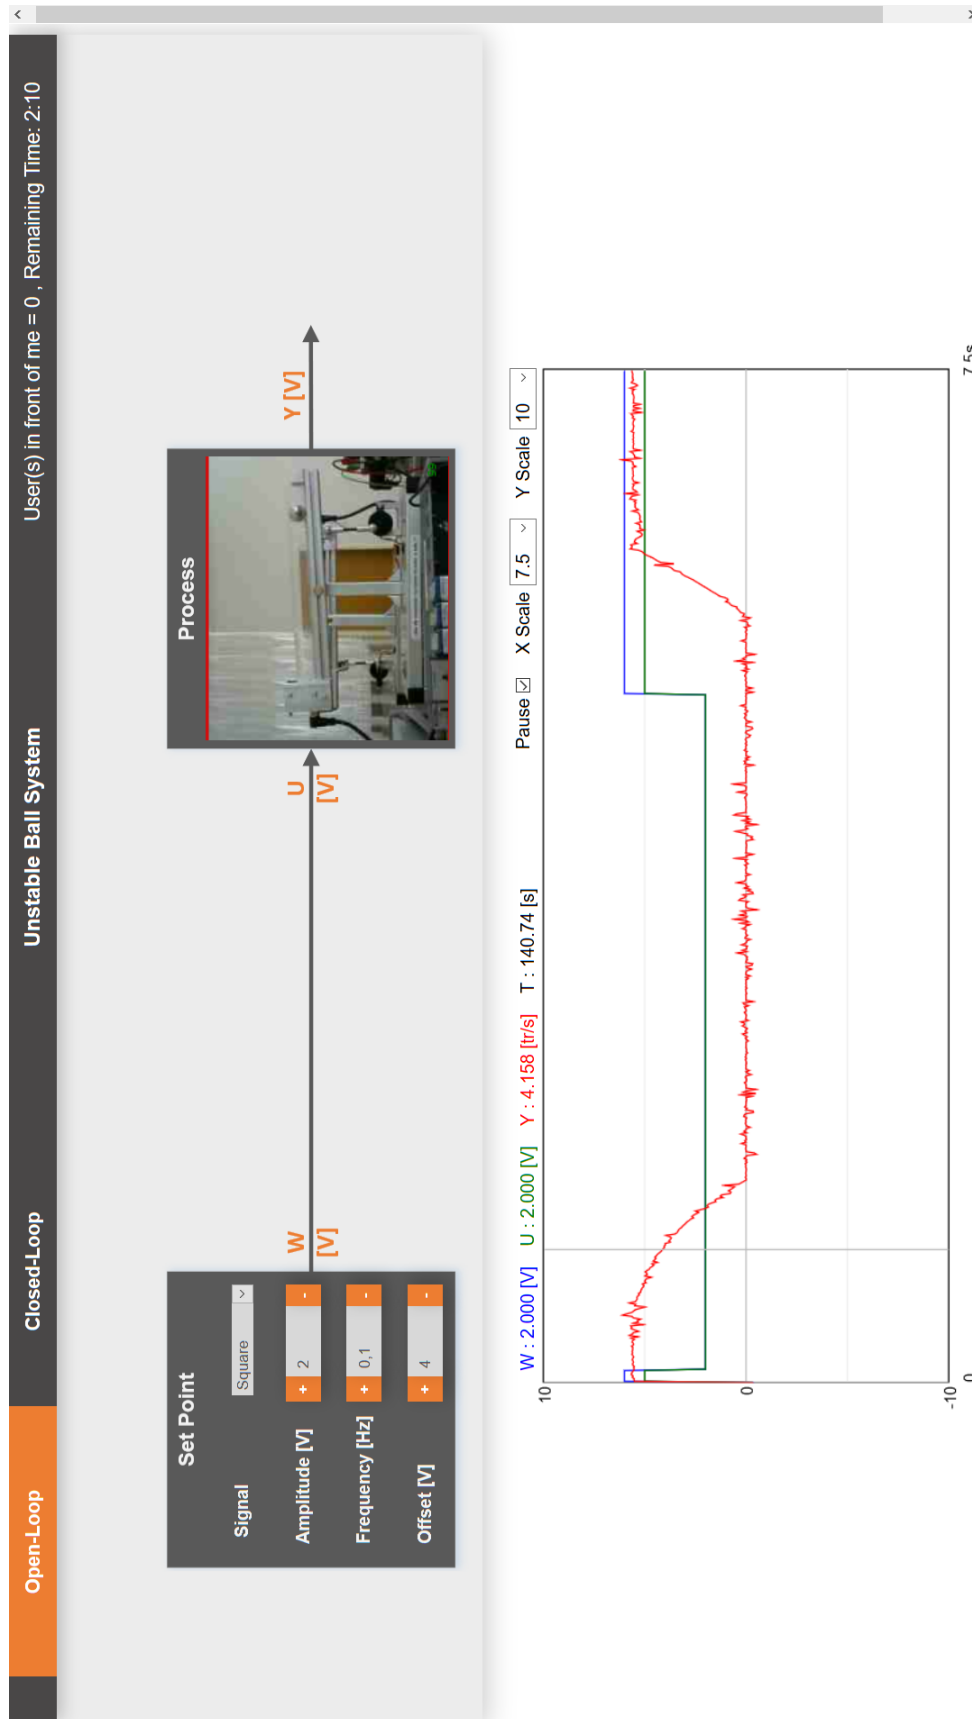 Open-Loop
Closed-Loop
Unstable Ball System
User(s) in front of me = 0 , Remaining Time: 2:10
Set Point
Signal
Square
Amplitude [V]
+ 2 -
Frequency [Hz]
+ 0,1 -
Offset [V]
+ 4 -
W
[V]
U
[V]
Process
Y [V]
Pause X Scale 7.5 Y Scale 10
W : 2.000 [V] U : 2.000 [V] Y : 4.158 [tr/s] T : 140.74 [s]
10
0
-10
0
7.5s